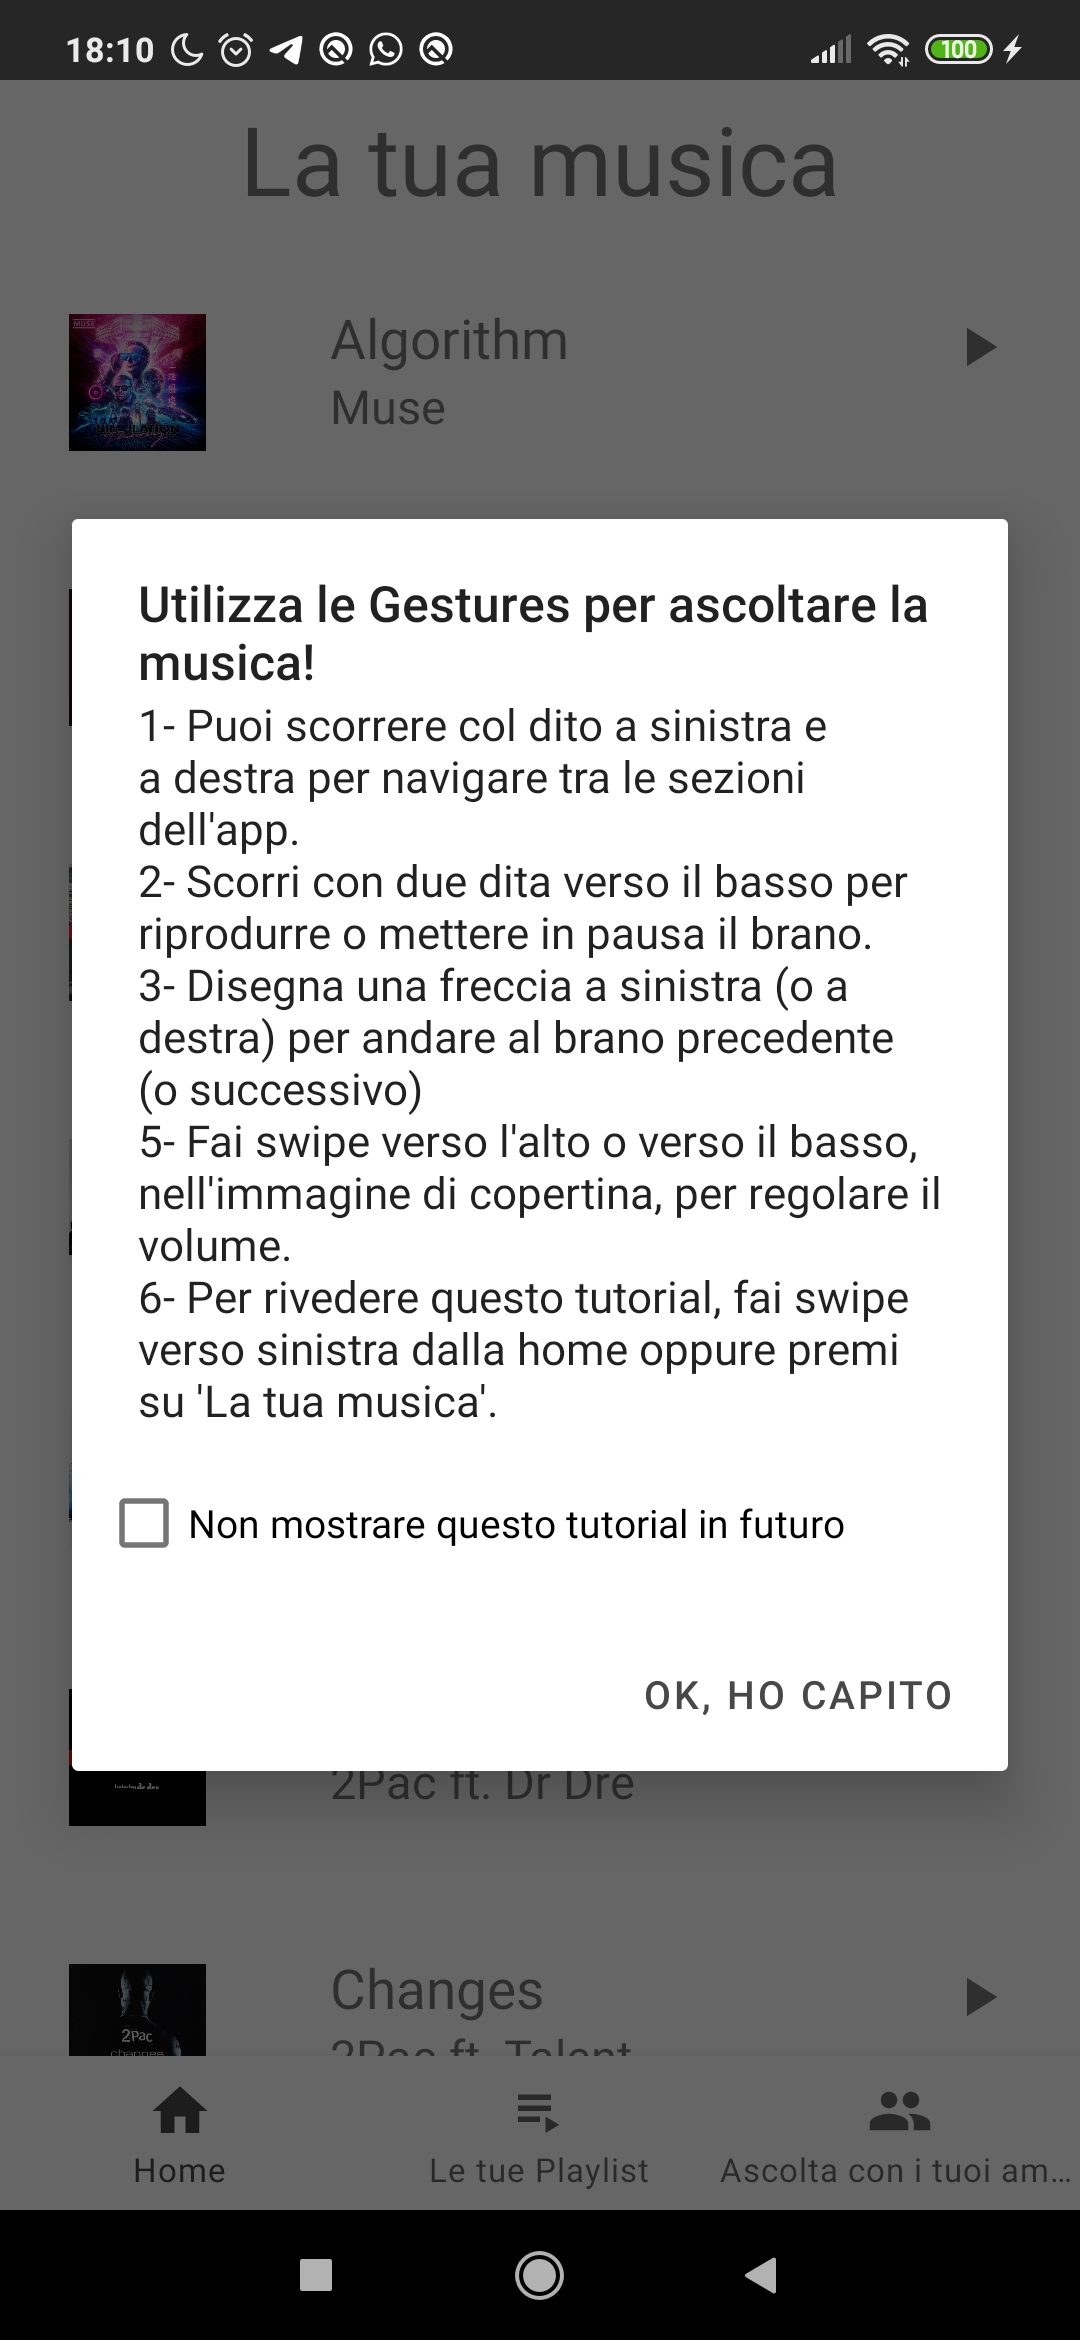 18:10
100
La tua musica
MUSE
SIMULATION
Algorithm
Muse
Utilizza le Gestures per ascoltare la
musica!
1- Puoi scorrere col dito a sinistra e
a destra per navigare tra le sezioni
dell'app.
2- Scorri con due dita verso il basso per
riprodurre o mettere in pausa il brano.
3- Disegna una freccia a sinistra (o a
destra) per andare al brano precedente
(o successivo)
5- Fai swipe verso l'alto o verso il basso,
nell'immagine di copertina, per regolare il
volume.
6- Per rivedere questo tutorial, fai swipe
verso sinistra dalla home oppure premi
su 'La tua musica'.
Non mostrare questo tutorial in futuro
OK, HO CAPITO
2Pac ft. Dr Dre
Changes
2Pac ft. Talent
2Pac
changes
Home
Le tue Playlist
Ascolta con i tuoi am...